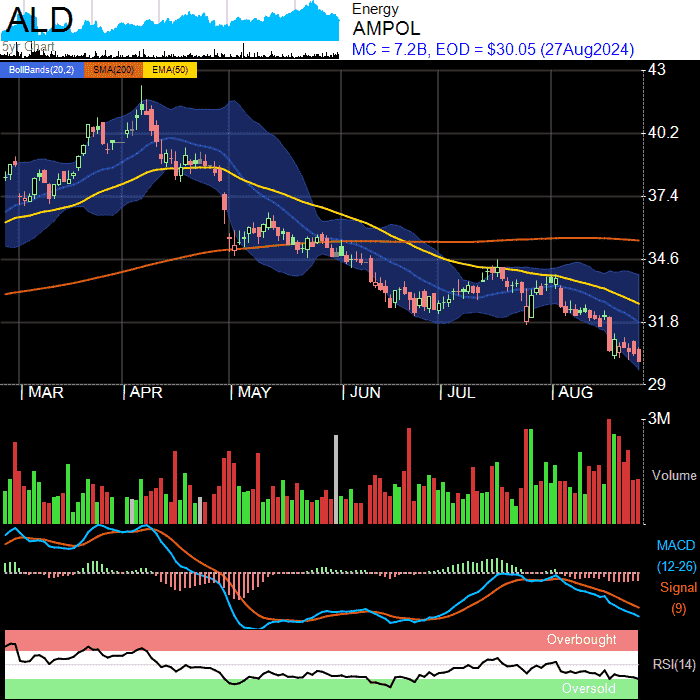 ALD
5yr Chart
Energy
AMPOL
MC = 7.2B, EOD = $30.05 (27Aug2024)
BollBands(20,2) SMA(200) EMA(50)
43
40.2
37.4
34.6
31.8
29
MAR APR MAY JUN JUL AUG
3M
Volume
MACD
(12-26)
Signal
(9)
Overbought
RSI(14)
Oversold